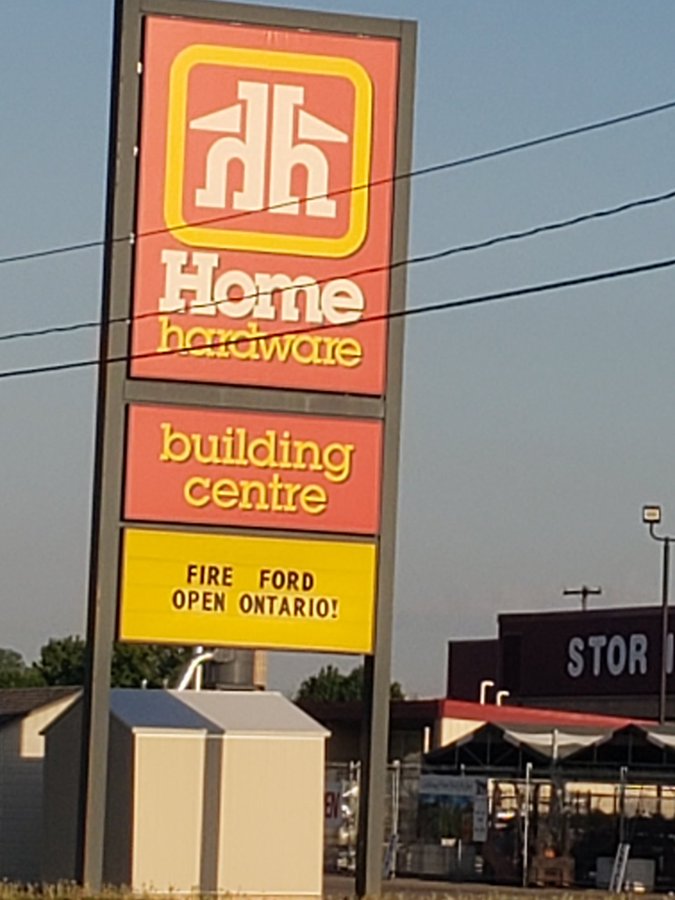 Home
hardware
building
centre
FIRE FORD
OPEN ONTARIO!
STOR